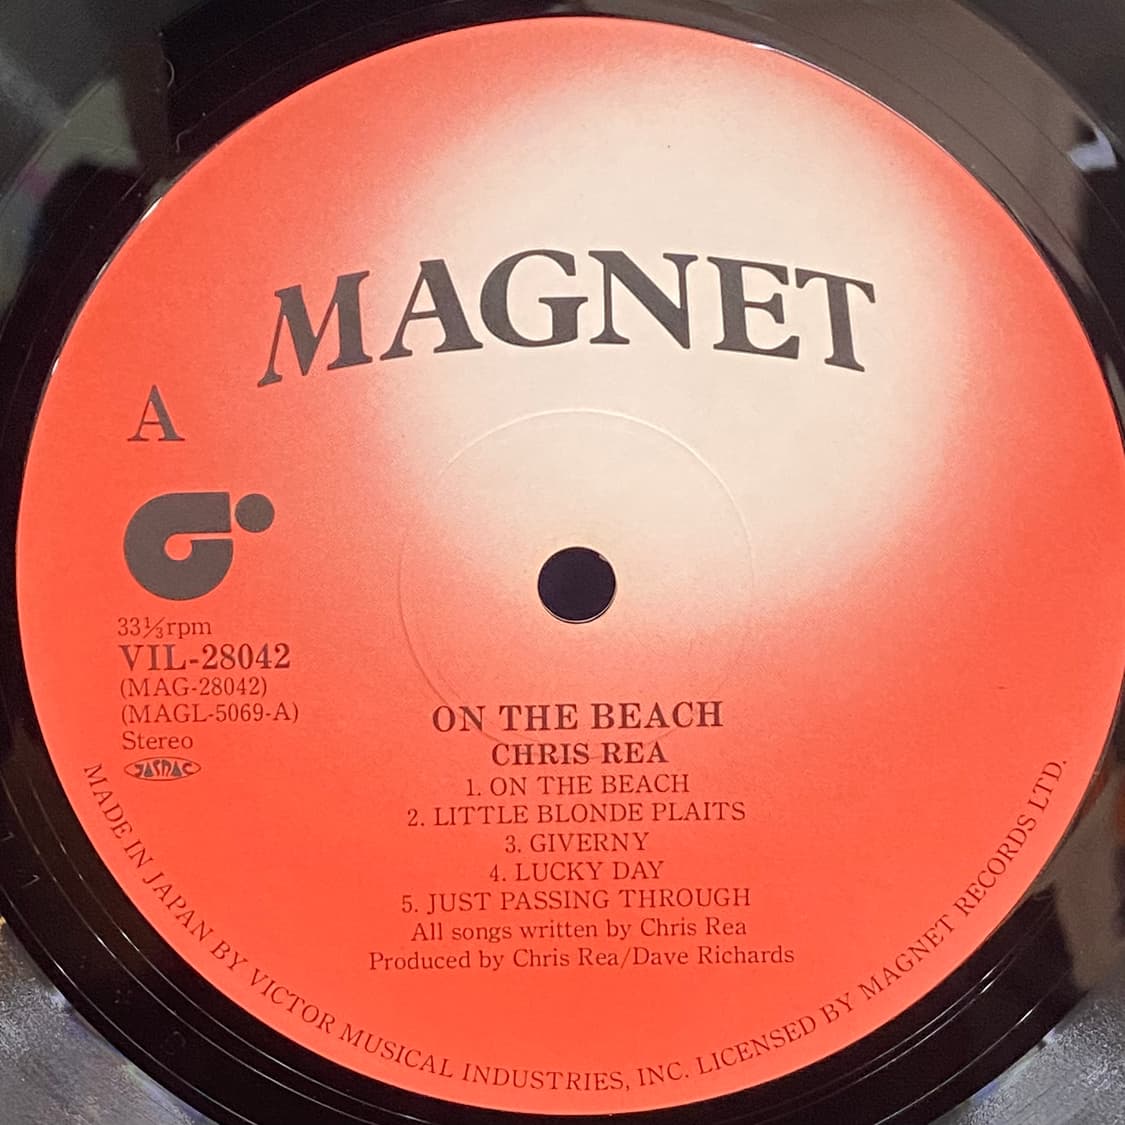 MAGNET
A
33⅓rpm
VIL-28042
(MAG-28042)
(MAGL-5069-A)
Stereo
JASRAC
ON THE BEACH
CHRIS REA
1. ON THE BEACH
2. LITTLE BLONDE PLAITS
3. GIVERNY
4. LUCKY DAY
5. JUST PASSING THROUGH
All songs written by Chris Rea
Produced by Chris Rea/Dave Richards
MADE IN JAPAN BY VICTOR MUSICAL INDUSTRIES, INC. LICENSED BY MAGNET RECORDS LTD.